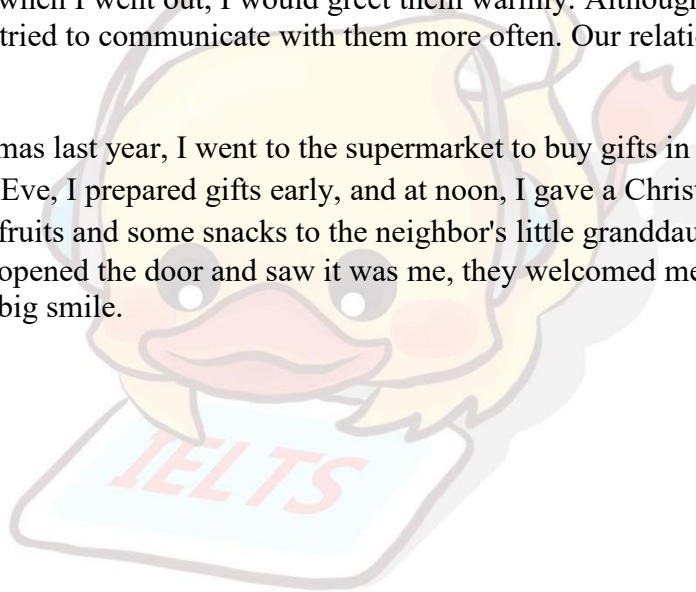 when I went out, I would greet them warmly. Although
tried to communicate with them more often. Our relati
mas last year, I went to the supermarket to buy gifts in
Eve, I prepared gifts early, and at noon, I gave a Chris
fruits and some snacks to the neighbor's little granddau
opened the door and saw it was me, they welcomed me
big smile.
IELTS